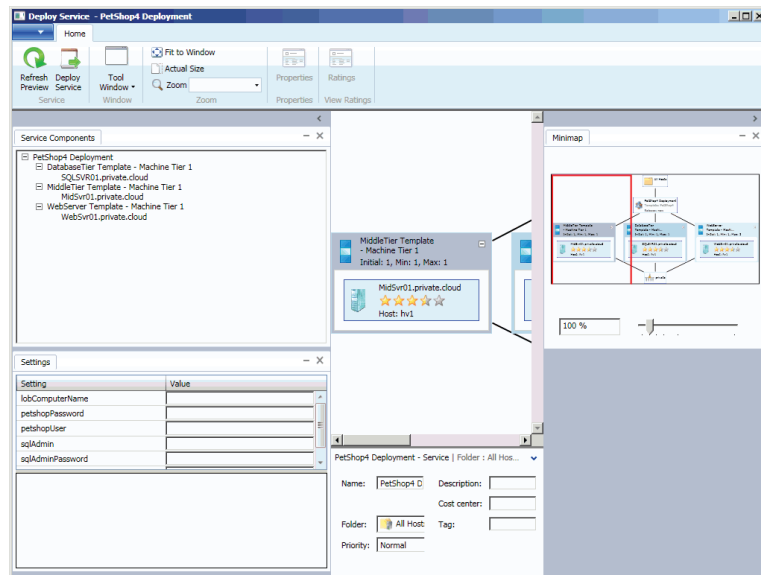 Deploy Service - PetShop4 Deployment
Home
Refresh Preview
Deploy Service
Tool Window
Fit to Window
Actual Size
Zoom
Properties
Ratings
Service
Window
Zoom
Properties
View Ratings
Service Components
PetShop4 Deployment
DatabaseTier Template - Machine Tier 1
SQLSVR01.private.cloud
MiddleTier Template - Machine Tier 1
MidSvr01.private.cloud
WebServer Template - Machine Tier 1
WebSvr01.private.cloud
Settings
Setting Value
lobComputerName
petshopPassword
petshopUser
sqlAdmin
sqlAdminPassword
MiddleTier Template
- Machine Tier 1
Initial: 1, Min: 1, Max: 1
MidSvr01.private.cloud
Host: hv1
PetShop4 Deployment - Service | Folder : All Hos...
Name: PetShop4 D Description:
Cost center:
Folder: All Host Tag:
Priority: Normal
Minimap
100 %